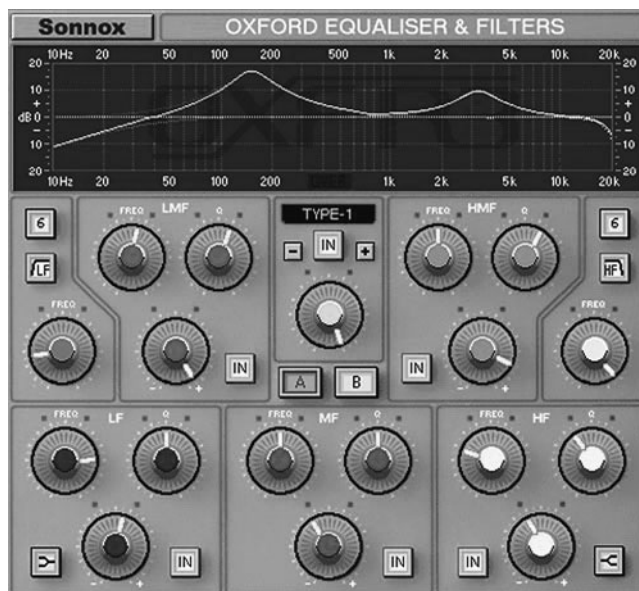 Sonnox OXFORD EQUALISER & FILTERS
10Hz 20 50 100 200 500 1k 2k 5k 10k 20k
20 20
10 10
+ +
dB 0 0
− −
10 10
20 20
10Hz 20 50 100 200 1k 2k 5k 10k 20k
6 FREQ LMF Q TYPE-1 FREQ HMF Q 6
− IN +
LF HF
FREQ FREQ
− + IN IN − +
A B
FREQ LF Q FREQ MF Q FREQ HF Q
− + IN − + IN IN − +